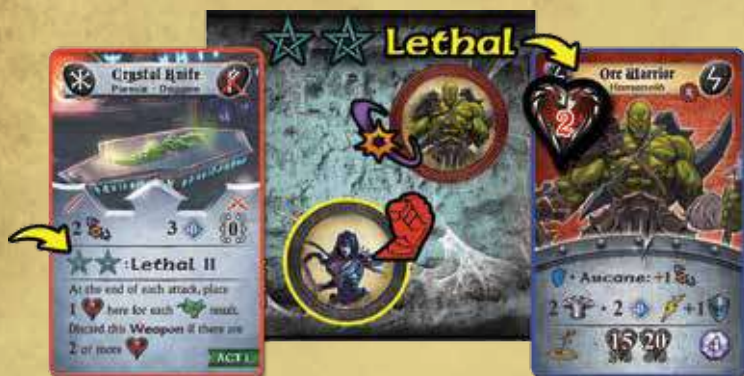 Lethal
Crystal Knife
Pierce - Dagger
2 3 0
:Lethal II
At the end of each attack, place
1 here for each result.
Discard this Weapon if there are
2 or more
ACT I
Orc Warrior
2
Arcane: +1
2 · 2 +1
15 20 4